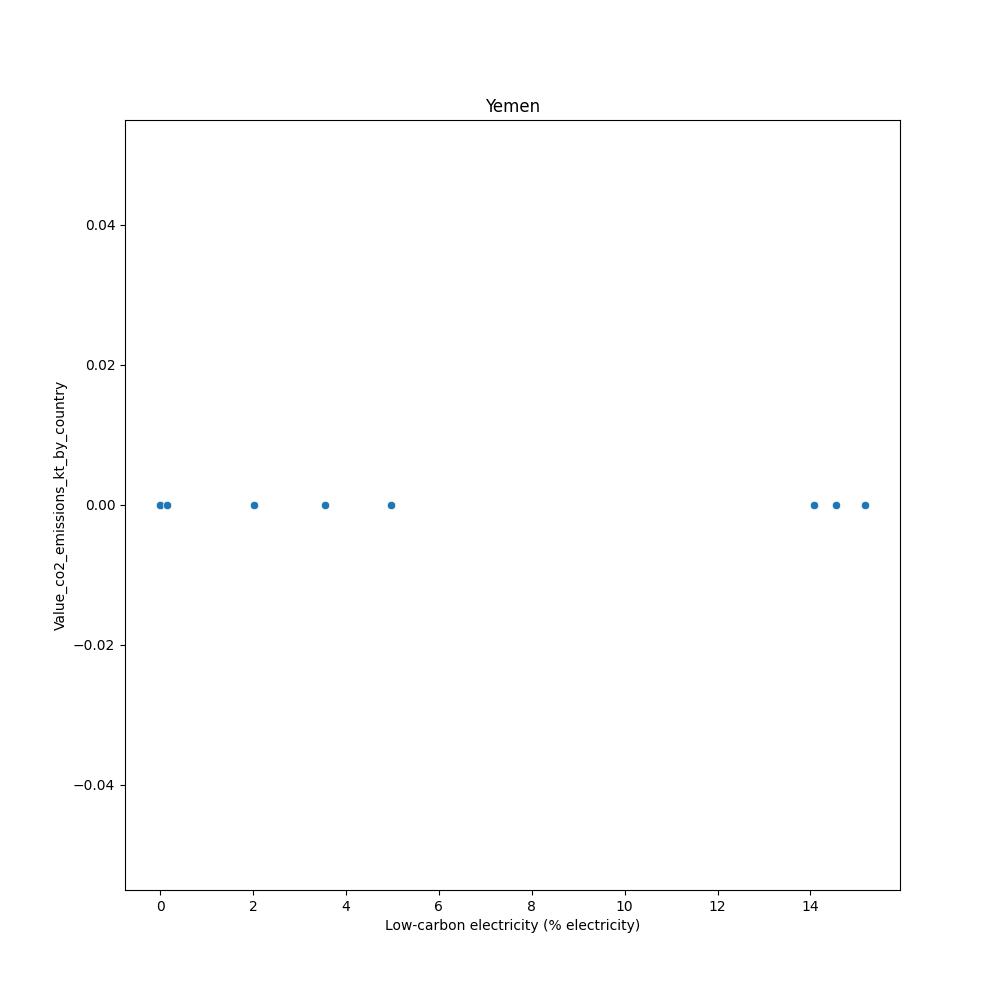 Yemen
0.04
0.02
0.00
−0.02
−0.04
Value_co2_emissions_kt_by_country
0 2 4 6 8 10 12 14
Low-carbon electricity (% electricity)